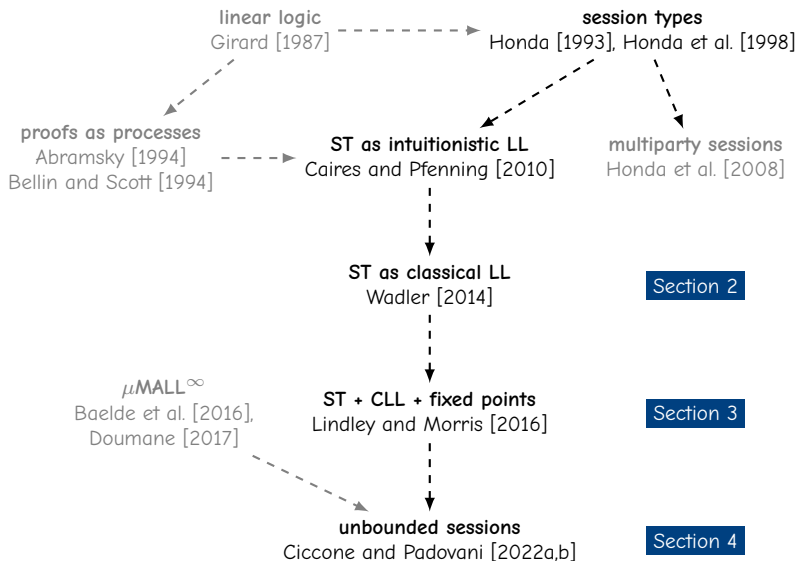 linear logic
Girard [1987]
session types
Honda [1993], Honda et al. [1998]
proofs as processes
Abramsky [1994]
Bellin and Scott [1994]
ST as intuitionistic LL
Caires and Pfenning [2010]
multiparty sessions
Honda et al. [2008]
ST as classical LL
Wadler [2014]
Section 2
μMALL∞
Baelde et al. [2016],
Doumane [2017]
ST + CLL + fixed points
Lindley and Morris [2016]
Section 3
unbounded sessions
Ciccone and Padovani [2022a,b]
Section 4